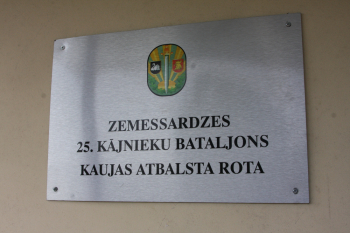 ZEMESSARDZES
25. KĀJNIEKU BATALJONS
KAUJAS ATBALSTA ROTA